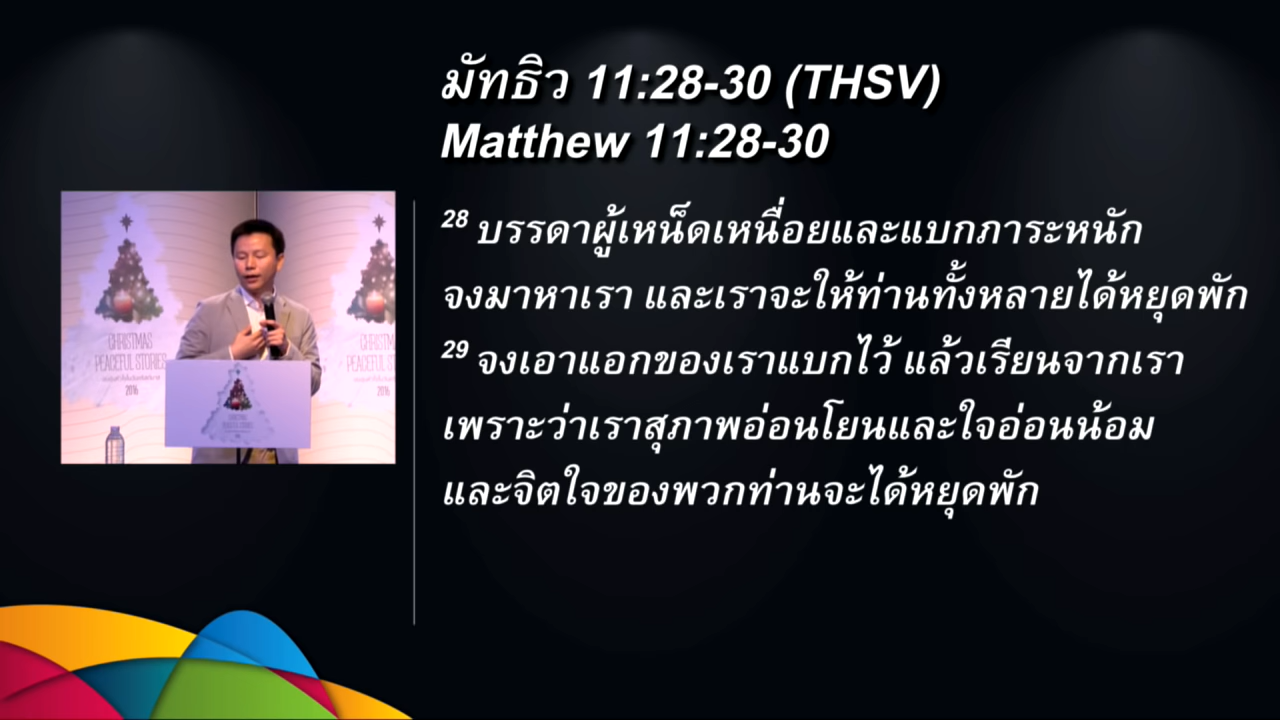 มัทธิว 11:28-30 (THSV)
Matthew 11:28-30
28 บรรดาผู้เหน็ดเหนื่อยและแบกภาระหนัก
จงมาหาเรา และเราจะให้ท่านทั้งหลายได้หยุดพัก
29 จงเอาแอกของเราแบกไว้ แล้วเรียนจากเรา
เพราะว่าเราสุภาพอ่อนโยนและใจอ่อนน้อม
และจิตใจของพวกท่านจะได้หยุดพัก
CHRISTMAS
PEACEFUL STORIES
2016